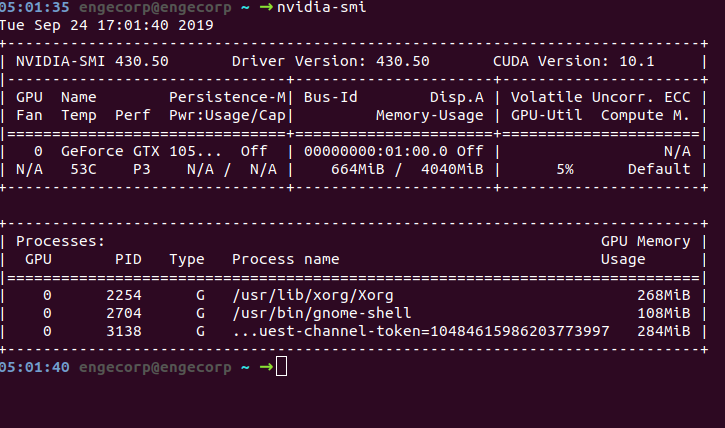 05:01:35 engecorp@engecorp ~ →nvidia-smi
Tue Sep 24 17:01:40 2019
+-----------------------------------------------------------------------------+
| NVIDIA-SMI 430.50       Driver Version: 430.50       CUDA Version: 10.1     |
|-------------------------------+----------------------+----------------------+
| GPU  Name        Persistence-M| Bus-Id        Disp.A | Volatile Uncorr. ECC |
| Fan  Temp  Perf  Pwr:Usage/Cap|         Memory-Usage | GPU-Util  Compute M. |
|===============================+======================+======================|
|   0  GeForce GTX 105...  Off  | 00000000:01:00.0 Off |                  N/A |
| N/A   53C    P3    N/A /  N/A |    664MiB /  4040MiB |      5%      Default |
+-------------------------------+----------------------+----------------------+

+-----------------------------------------------------------------------------+
| Processes:                                                       GPU Memory |
|  GPU       PID   Type   Process name                             Usage      |
|=============================================================================|
|    0      2254      G   /usr/lib/xorg/Xorg                           268MiB |
|    0      2704      G   /usr/bin/gnome-shell                         108MiB |
|    0      3138      G   ...uest-channel-token=10484615986203773997   284MiB |
+-----------------------------------------------------------------------------+
05:01:40 engecorp@engecorp ~ →